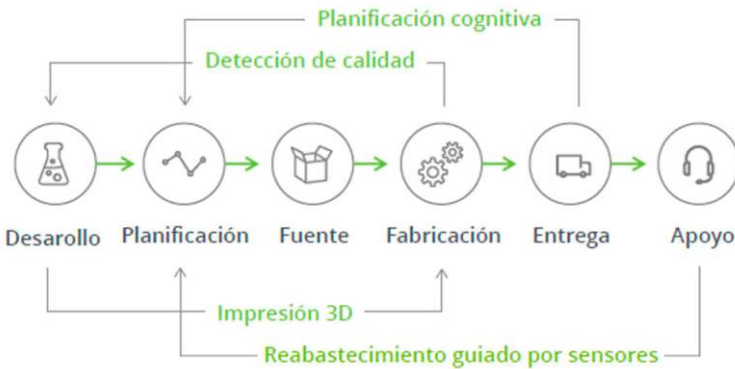 Planificación cognitiva
Detección de calidad
Desarollo
Planificación
Fuente
Fabricación
Entrega
Apoyo
Impresión 3D
Reabastecimiento guiado por sensores